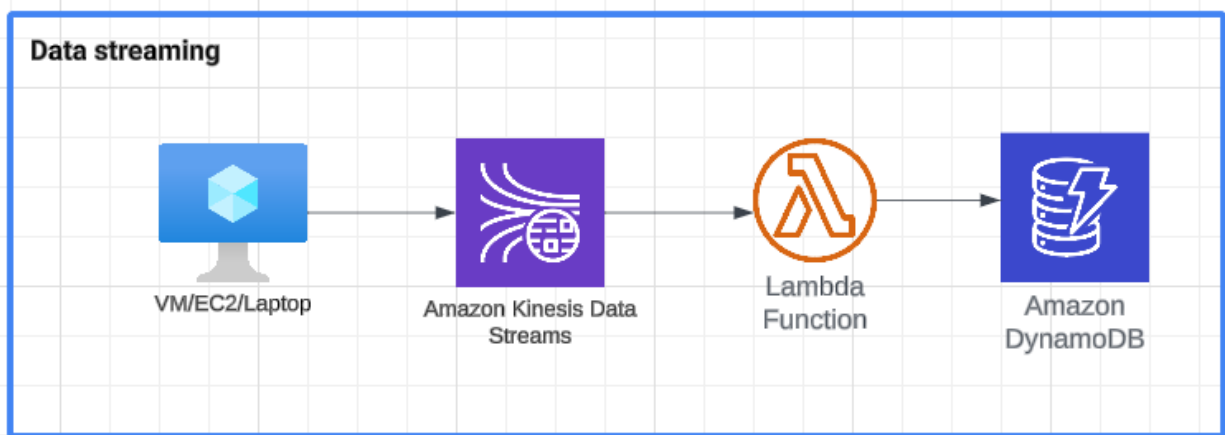 Data streaming
VM/EC2/Laptop
Amazon Kinesis Data
Streams
Lambda
Function
Amazon
DynamoDB